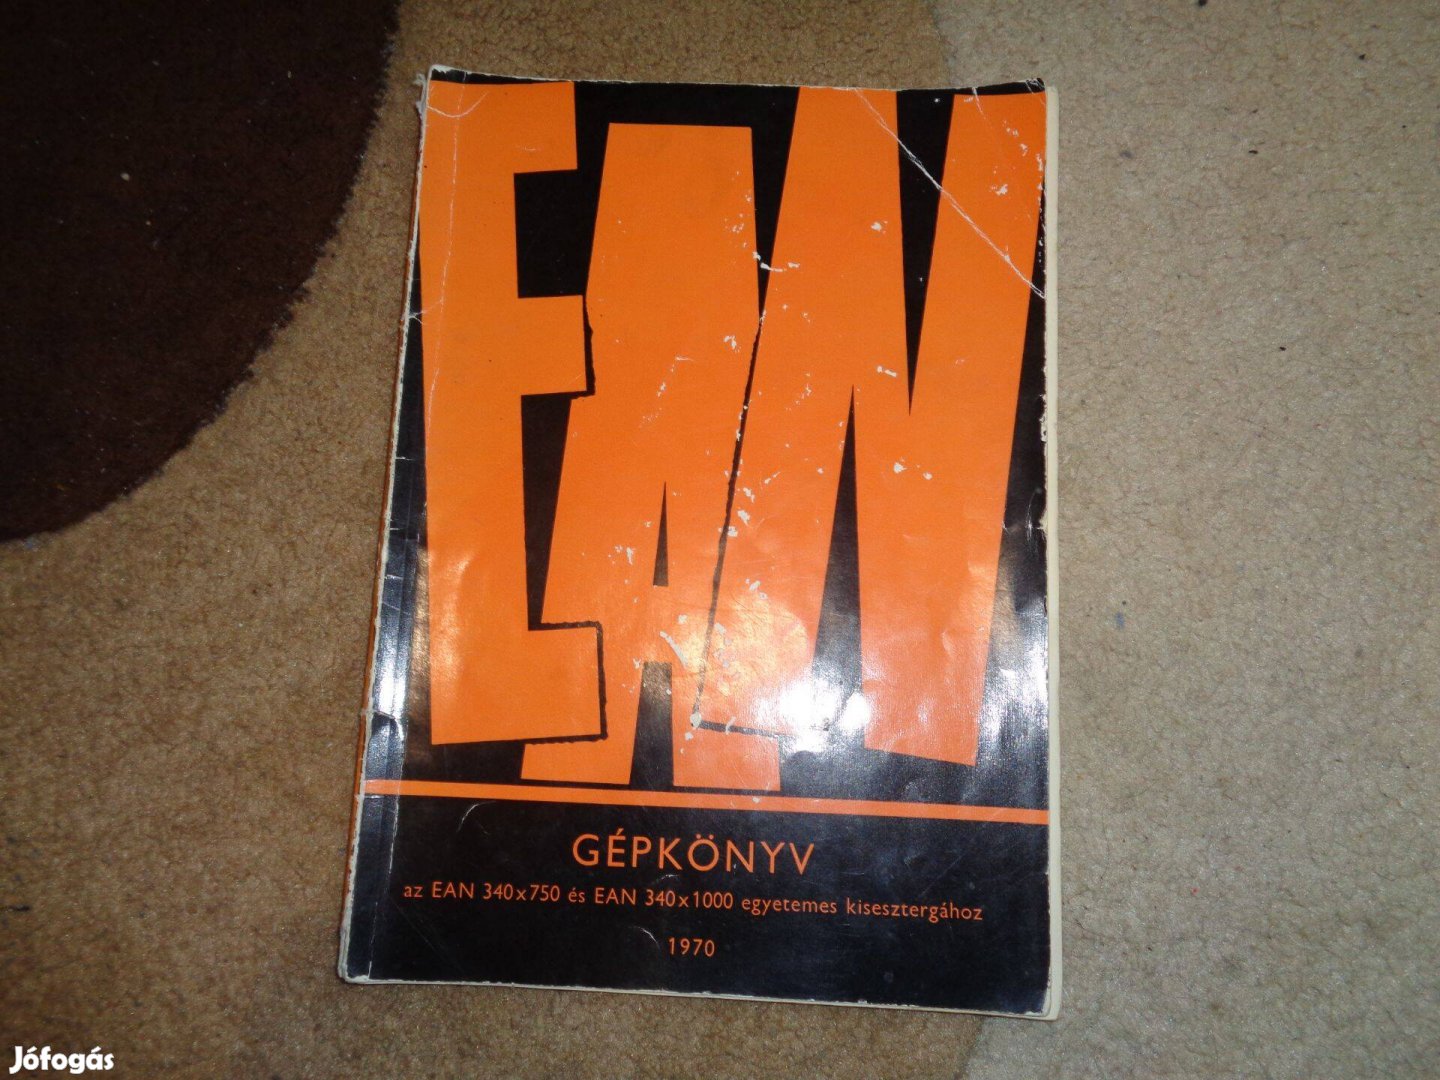 EAN
GÉPKÖNYV
az EAN 340x750 és EAN 340x1000 egyetemes kisesztergához
1970
Jófogás